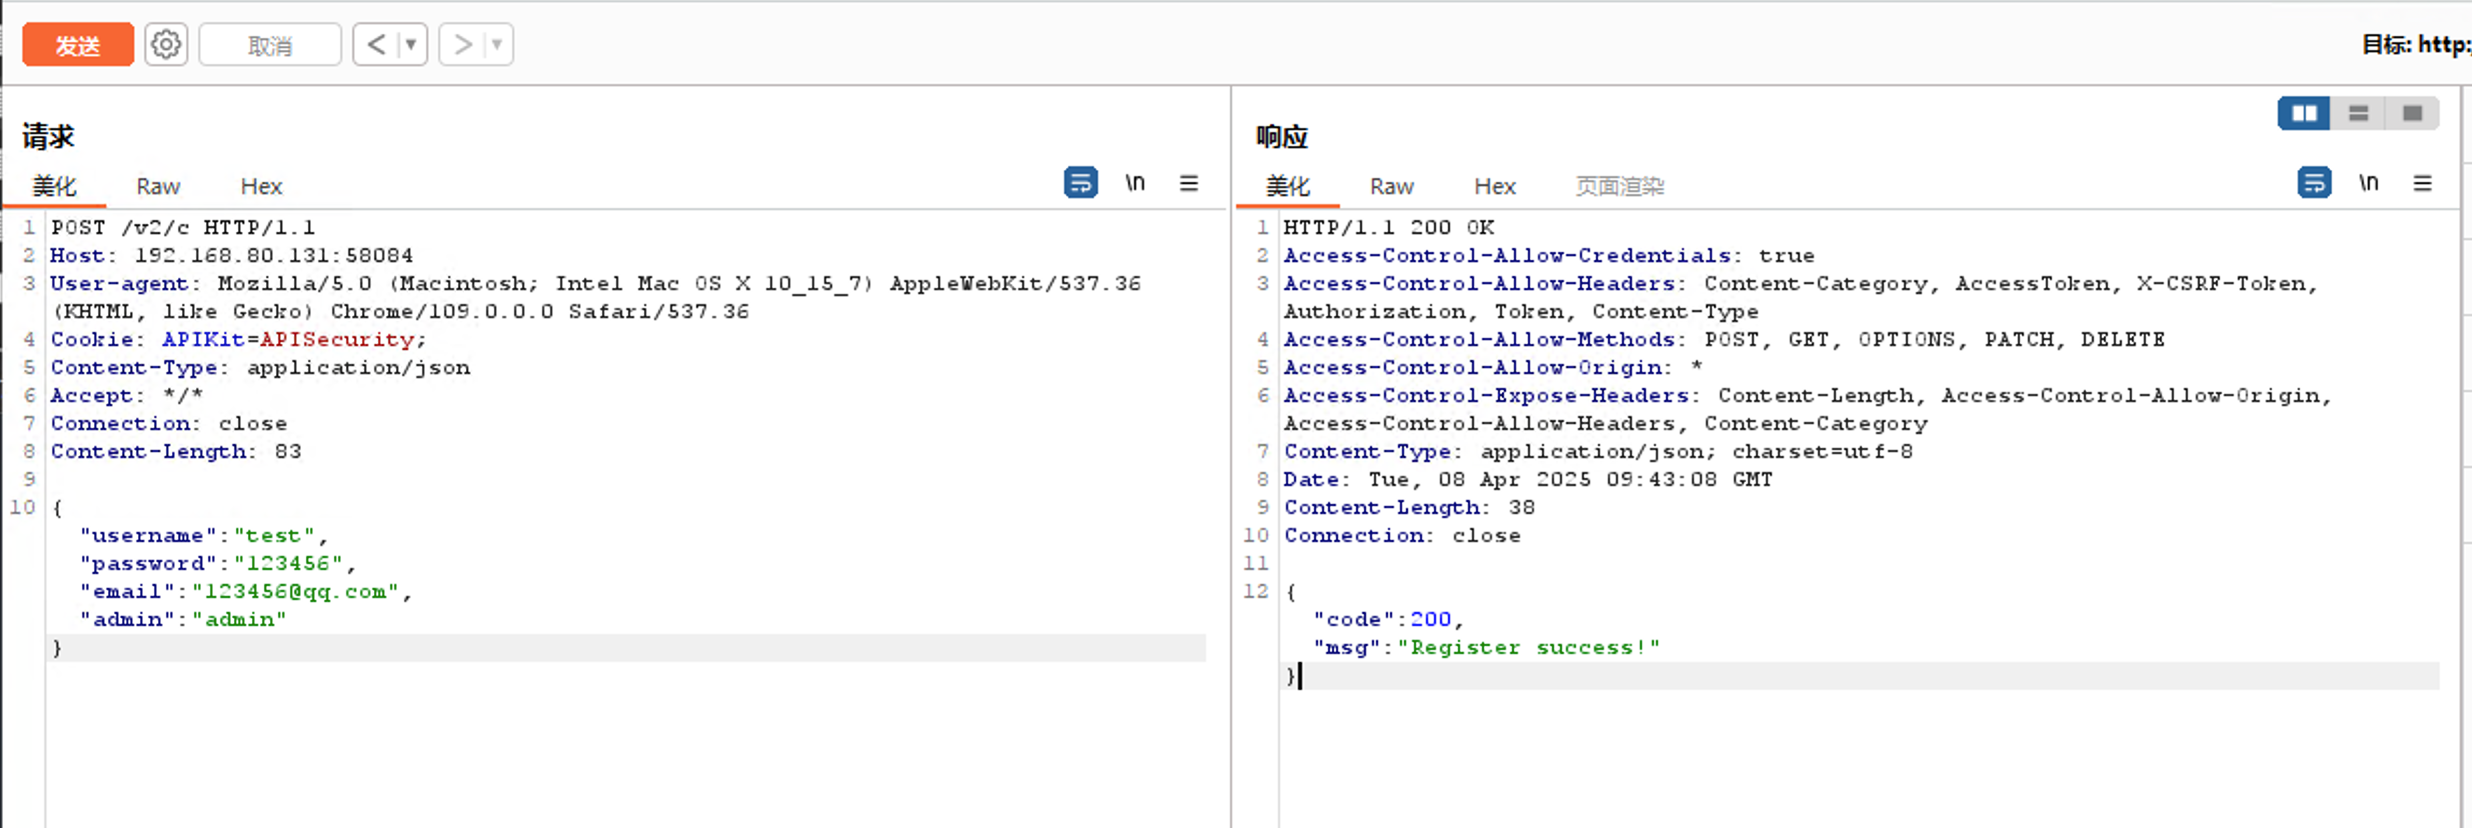 发送
取消
< ▼
> ▼
目标: http:
请求
美化 Raw Hex
\n
1 POST /v2/c HTTP/1.1
2 Host: 192.168.80.131:58084
3 User-agent: Mozilla/5.0 (Macintosh; Intel Mac OS X 10_15_7) AppleWebKit/537.36
(KHTML, like Gecko) Chrome/109.0.0.0 Safari/537.36
4 Cookie: APIKit=APISecurity;
5 Content-Type: application/json
6 Accept: */*
7 Connection: close
8 Content-Length: 83
9
10 {
"username":"test",
"password":"123456",
"email":"123456@qq.com",
"admin":"admin"
}
响应
美化 Raw Hex 页面渲染
\n
1 HTTP/1.1 200 OK
2 Access-Control-Allow-Credentials: true
3 Access-Control-Allow-Headers: Content-Category, AccessToken, X-CSRF-Token,
Authorization, Token, Content-Type
4 Access-Control-Allow-Methods: POST, GET, OPTIONS, PATCH, DELETE
5 Access-Control-Allow-Origin: *
6 Access-Control-Expose-Headers: Content-Length, Access-Control-Allow-Origin,
Access-Control-Allow-Headers, Content-Category
7 Content-Type: application/json; charset=utf-8
8 Date: Tue, 08 Apr 2025 09:43:08 GMT
9 Content-Length: 38
10 Connection: close
11
12 {
"code":200,
"msg":"Register success!"
}